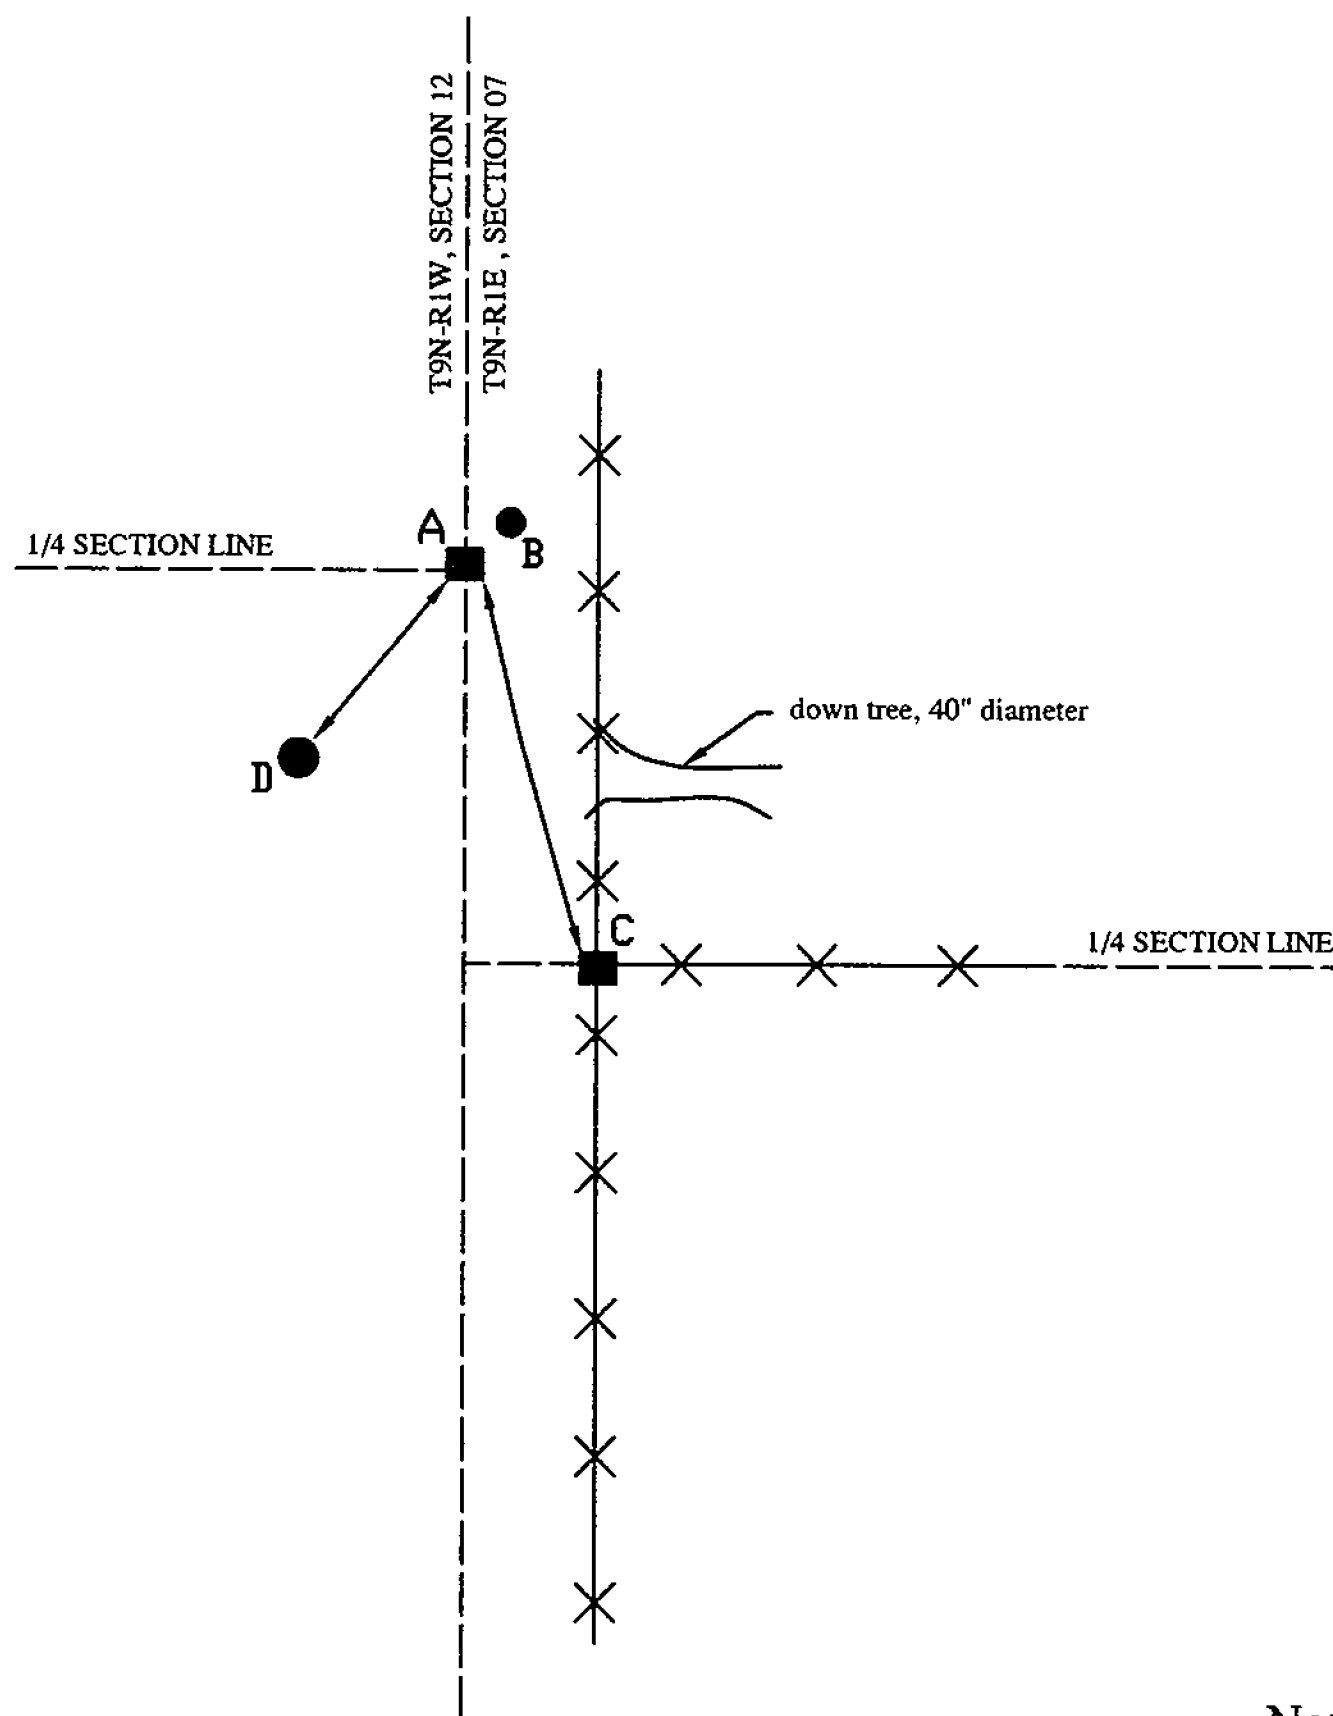 T9N-R1W, SECTION 12
T9N-R1E , SECTION 07
A
B
1/4 SECTION LINE
down tree, 40" diameter
D
C
1/4 SECTION LINE